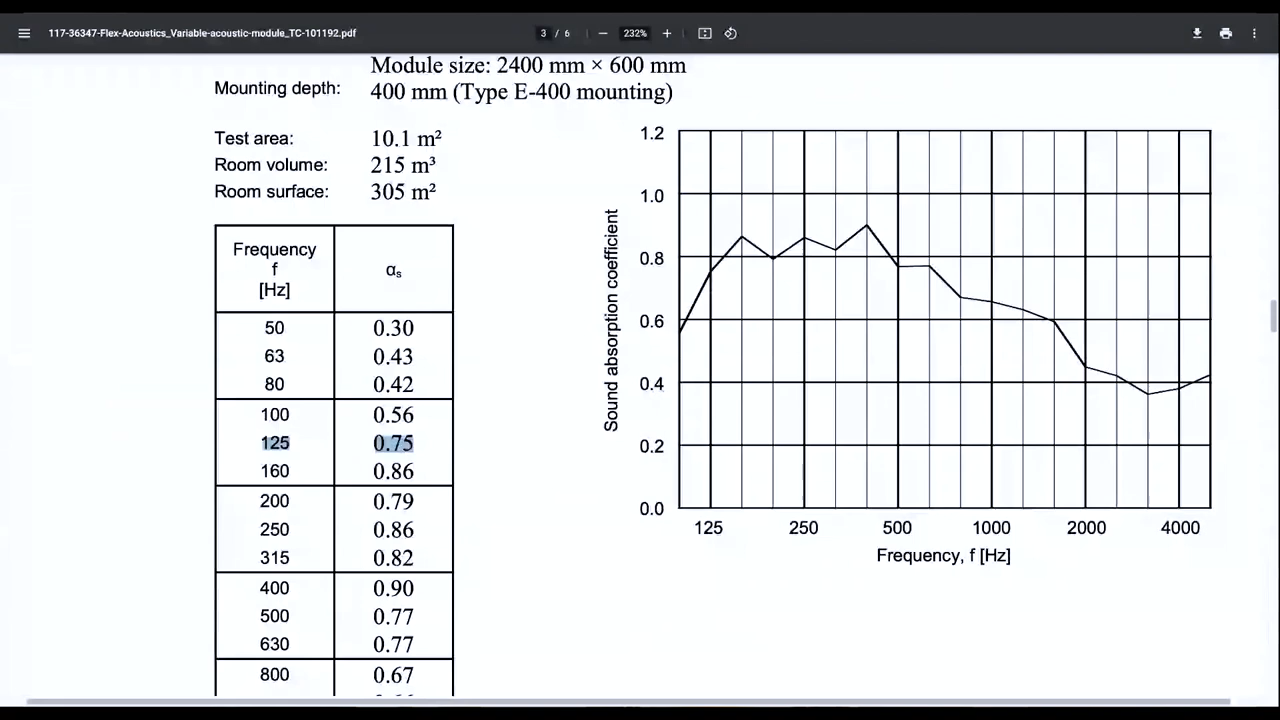 117-36347-Flex-Acoustics_Variable-acoustic-module_TC-101192.pdf
3 / 6
232%
Module size: 2400 mm × 600 mm
Mounting depth: 400 mm (Type E-400 mounting)
Test area: 10.1 m²
Room volume: 215 m³
Room surface: 305 m²
Frequency f [Hz] αs
50 0.30
63 0.43
80 0.42
100 0.56
125 0.75
160 0.86
200 0.79
250 0.86
315 0.82
400 0.90
500 0.77
630 0.77
800 0.67
Sound absorption coefficient
1.2
1.0
0.8
0.6
0.4
0.2
0.0
125 250 500 1000 2000 4000
Frequency, f [Hz]